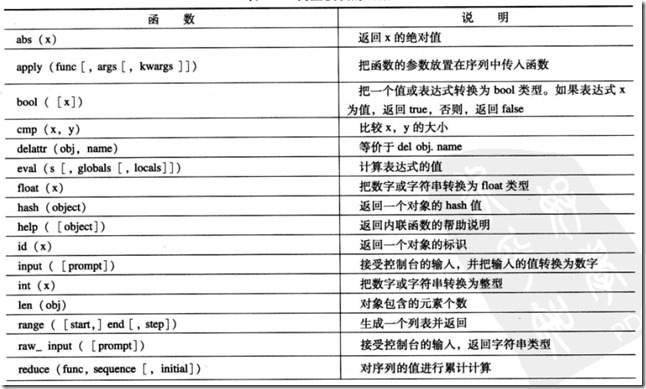 函 数 说 明
abs (x) 返回 x 的绝对值
apply (func [, args [, kwargs ]]) 把函数的参数放置在序列中传入函数
bool ( [x]) 把一个值或表达式转换为 bool 类型。如果表达式 x
为值，返回 true，否则，返回 false
cmp (x, y) 比较 x，y 的大小
delattr (obj, name) 等价于 del obj. name
eval (s [, globals [, locals]]) 计算表达式的值
float (x) 把数字或字符串转换为 float 类型
hash (object) 返回一个对象的 hash 值
help ( [object]) 返回内联函数的帮助说明
id (x) 返回一个对象的标识
input ( [prompt]) 接受控制台的输入，并把输入的值转换为数字
int (x) 把数字或字符串转换为整型
len (obj) 对象包含的元素个数
range ( [start,] end [, step]) 生成一个列表并返回
raw_ input ( [prompt]) 接受控制台的输入，返回字符串类型
reduce (func, sequence [, initial]) 对序列的值进行累计计算